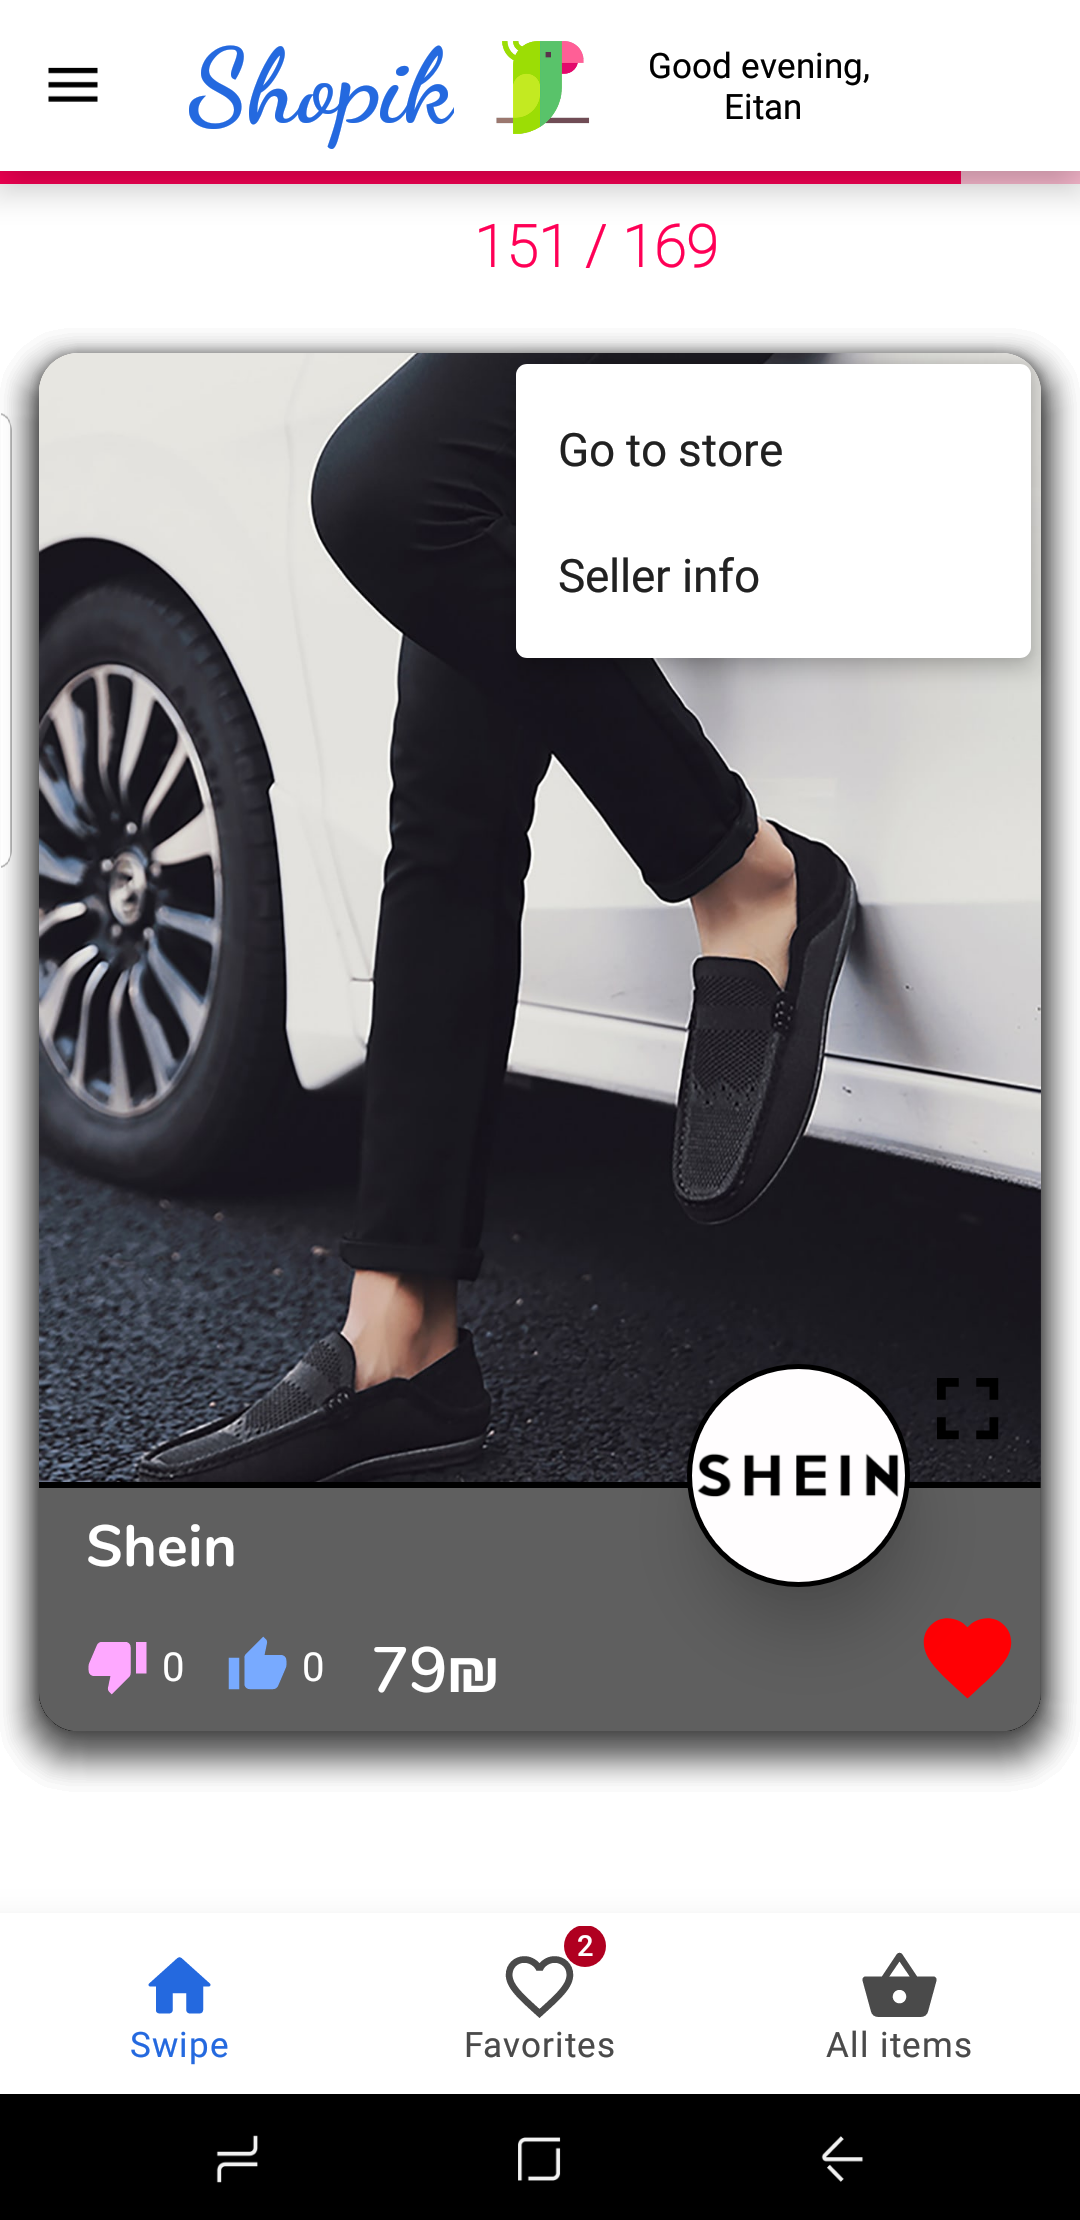 Shopik
Good evening,
Eitan
151 / 169
Go to store
Seller info
SHEIN
Shein
0
0
79₪
2
Swipe
Favorites
All items